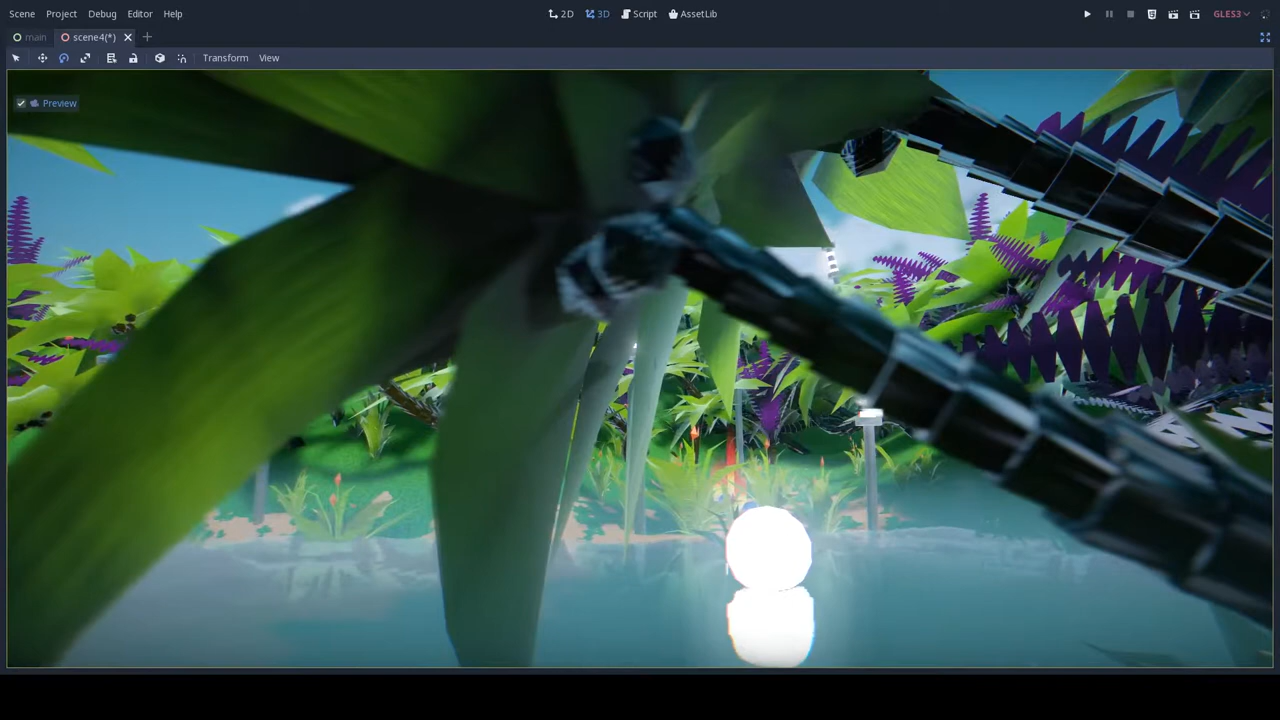 Scene Project Debug Editor Help 2D 3D Script AssetLib GLES3
main scene4(*)
Transform View
Preview